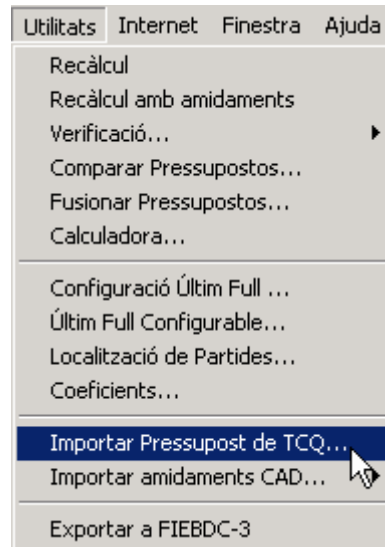 Utilitats Internet Finestra Ajuda
Recàlcul
Recàlcul amb amidaments
Verificació...
Comparar Pressupostos...
Fusionar Pressupostos...
Calculadora...
Configuració Últim Full ...
Últim Full Configurable...
Localització de Partides...
Coeficients...
Importar Pressupost de TCQ...
Importar amidaments CAD...
Exportar a FIEBDC-3